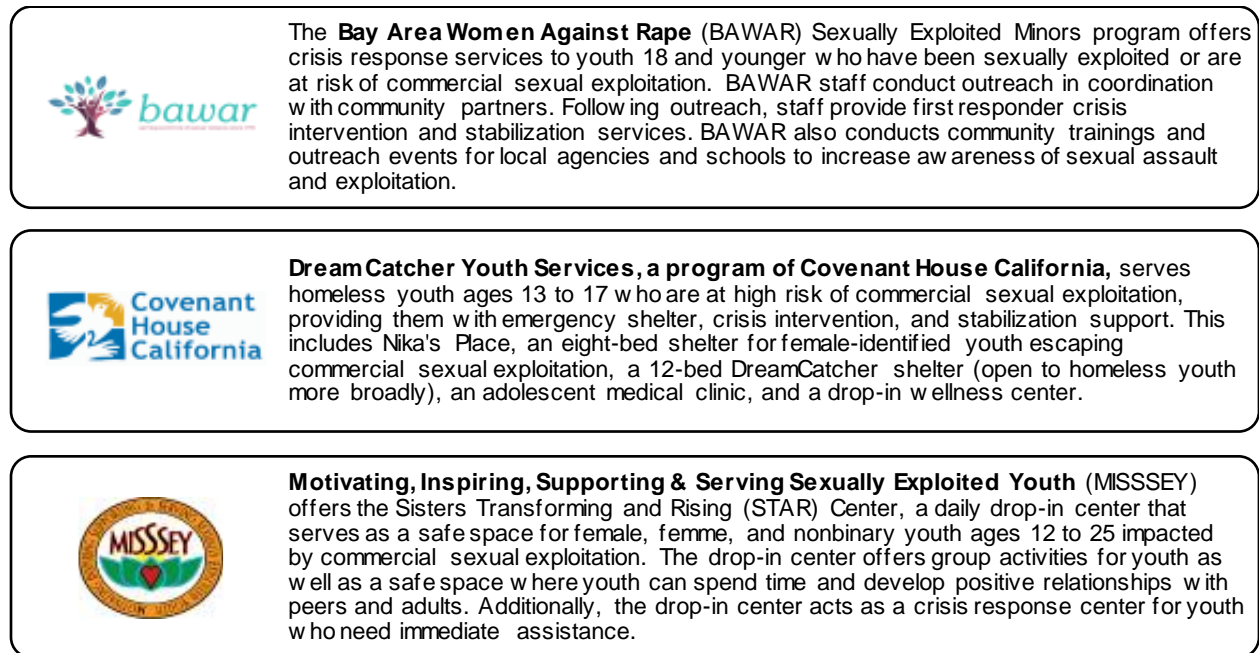 bawar
The Bay Area Women Against Rape (BAWAR) Sexually Exploited Minors program offers
crisis response services to youth 18 and younger who have been sexually exploited or are
at risk of commercial sexual exploitation. BAWAR staff conduct outreach in coordination
with community partners. Following outreach, staff provide first responder crisis
intervention and stabilization services. BAWAR also conducts community trainings and
outreach events for local agencies and schools to increase awareness of sexual assault
and exploitation.
Covenant
House
California
DreamCatcher Youth Services, a program of Covenant House California, serves
homeless youth ages 13 to 17 who are at high risk of commercial sexual exploitation,
providing them with emergency shelter, crisis intervention, and stabilization support. This
includes Nika's Place, an eight-bed shelter for female-identified youth escaping
commercial sexual exploitation, a 12-bed DreamCatcher shelter (open to homeless youth
more broadly), an adolescent medical clinic, and a drop-in wellness center.
MISSSEY
Motivating, Inspiring, Supporting & Serving Sexually Exploited Youth (MISSSEY)
offers the Sisters Transforming and Rising (STAR) Center, a daily drop-in center that
serves as a safe space for female, femme, and nonbinary youth ages 12 to 25 impacted
by commercial sexual exploitation. The drop-in center offers group activities for youth as
well as a safe space where youth can spend time and develop positive relationships with
peers and adults. Additionally, the drop-in center acts as a crisis response center for youth
who need immediate assistance.